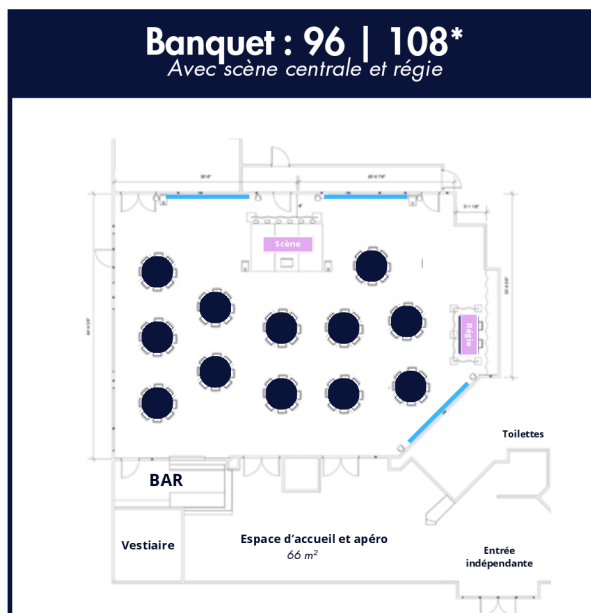 Banquet : 96 | 108*
Avec scène centrale et régie
Scène
Régie
Toilettes
BAR
Vestiaire
Espace d'accueil et apéro
66 m²
Entrée
indépendante